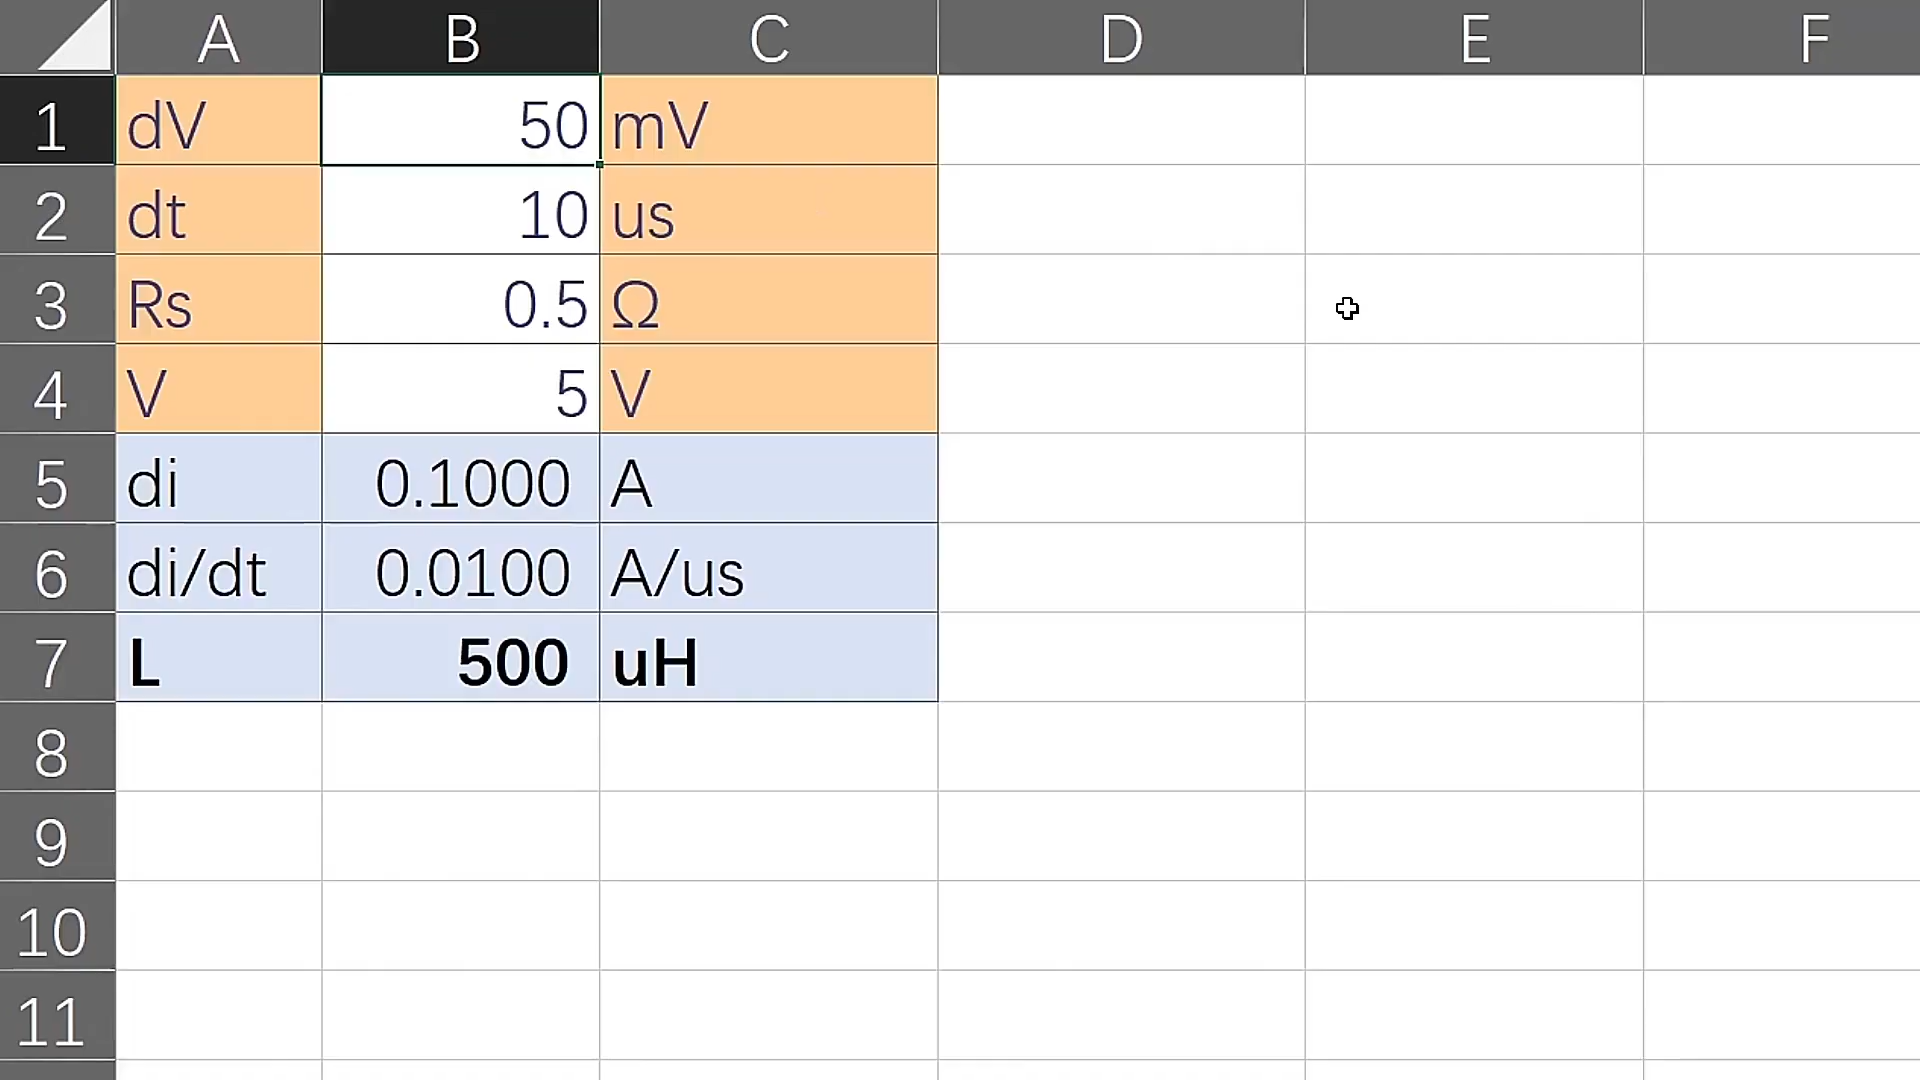 A B C D E F
1 dV 50 mV
2 dt 10 us
3 Rs 0.5 Ω
4 V 5 V
5 di 0.1000 A
6 di/dt 0.0100 A/us
7 L 500 uH
8
9
10
11